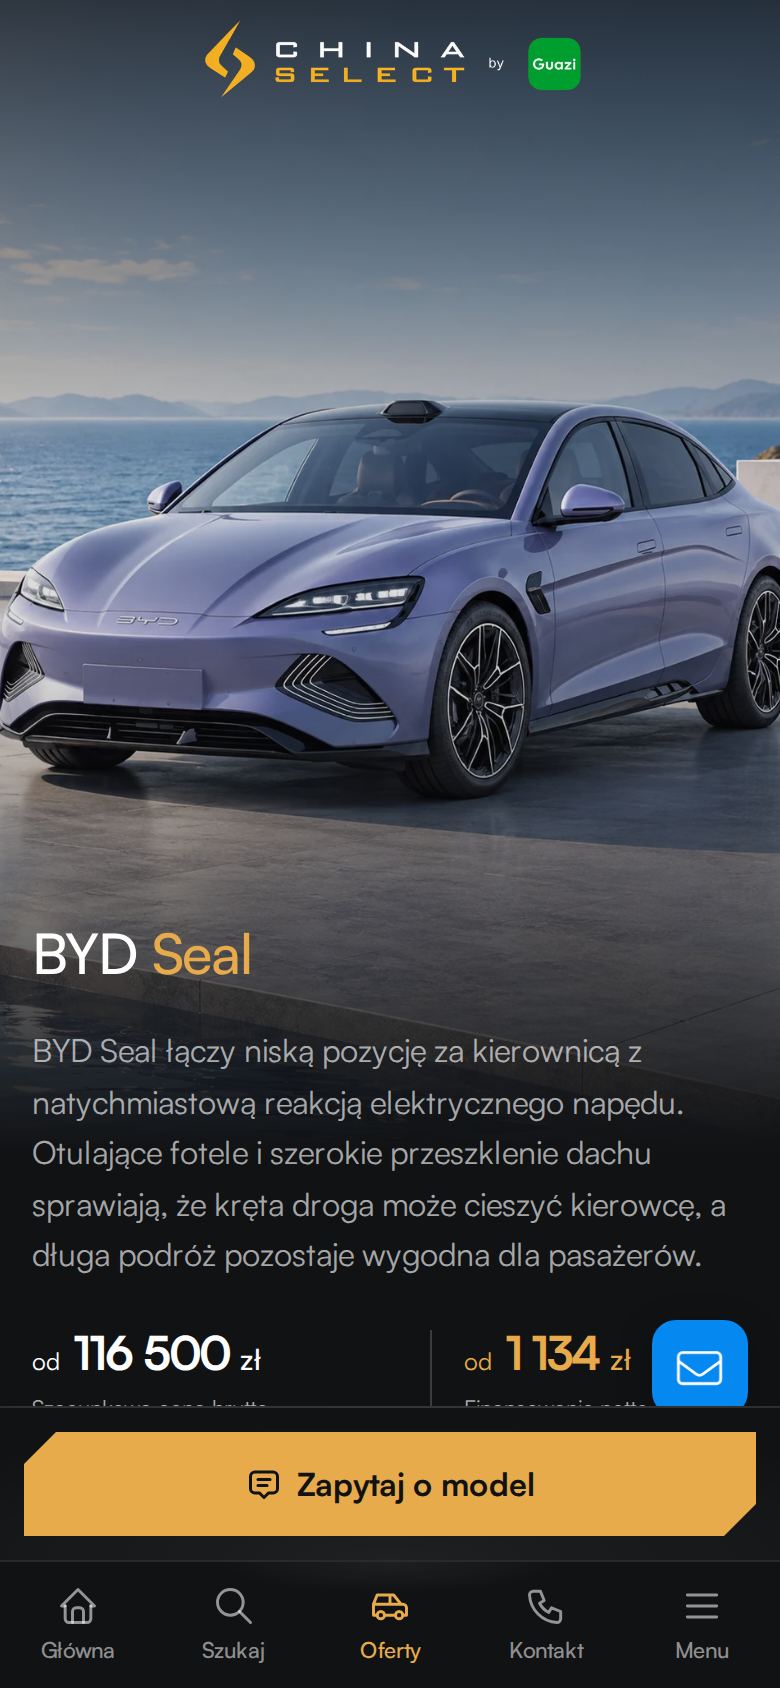 CHINA
SELECT
by
Guazi
BYD
BYD Seal
BYD Seal łączy niską pozycję za kierownicą z
natychmiastową reakcją elektrycznego napędu.
Otulające fotele i szerokie przeszklenie dachu
sprawiają, że kręta droga może cieszyć kierowcę, a
długa podróż pozostaje wygodna dla pasażerów.
od 116 500 zł
od 1 134 zł
Zapytaj o model
Główna
Szukaj
Oferty
Kontakt
Menu